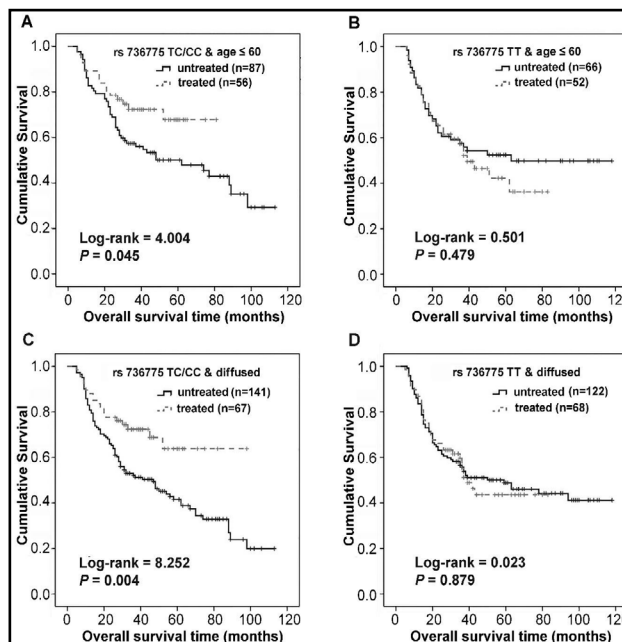 A
rs 736775 TC/CC & age ≤ 60
untreated (n=87)
treated (n=56)
Cumulative Survival
1.0
0.8
0.6
0.4
0.2
0.0
Log-rank = 4.004
P = 0.045
0 20 40 60 80 100 120
Overall survival time (months)
B
rs 736775 TT & age ≤ 60
untreated (n=66)
treated (n=52)
Cumulative Survival
1.0
0.8
0.6
0.4
0.2
0.0
Log-rank = 0.501
P = 0.479
0 20 40 60 80 100 120
Overall survival time (months)
C
rs 736775 TC/CC & diffused
untreated (n=141)
treated (n=67)
Cumulative Survival
1.0
0.8
0.6
0.4
0.2
Log-rank = 8.252
P = 0.004
0 20 40 60 80 100 120
Overall survival time (months)
D
rs 736775 TT & diffused
untreated (n=122)
treated (n=68)
Cumulative Survival
1.0
0.8
0.6
0.4
0.2
0.0
Log-rank = 0.023
P = 0.879
0 20 40 60 80 100 120
Overall survival time (months)